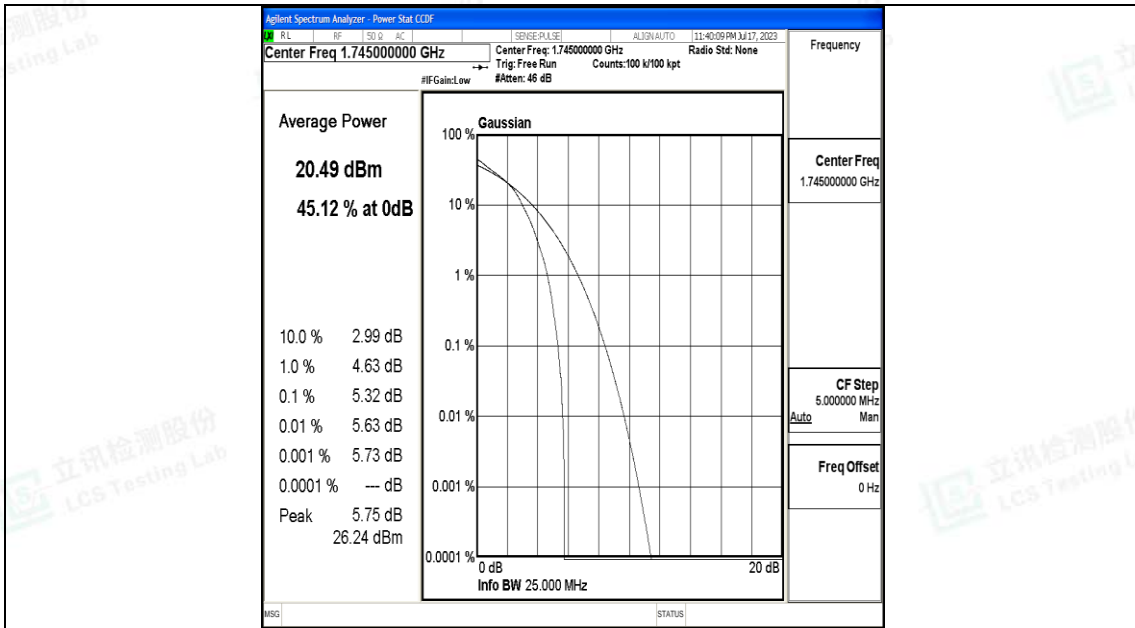 Agilent Spectrum Analyzer - Power Stat CCDF
RL RF 50 Ω AC SENSE:PULSE ALIGNAUTO 11:40:09 PM Jul 17, 2023
Center Freq 1.745000000 GHz
Center Freq: 1.745000000 GHz Radio Std: None
Trig: Free Run Counts:100 k/100 kpt
#IFGain:Low #Atten: 46 dB
Frequency
Average Power
20.49 dBm
45.12 % at 0dB
10.0 % 2.99 dB
1.0 % 4.63 dB
0.1 % 5.32 dB
0.01 % 5.63 dB
0.001 % 5.73 dB
0.0001 % --- dB
Peak 5.75 dB
26.24 dBm
Gaussian
100 %
10 %
1 %
0.1 %
0.01 %
0.001 %
0.0001 %
0 dB 20 dB
Info BW 25.000 MHz
Center Freq
1.745000000 GHz
CF Step
5.000000 MHz
Auto Man
Freq Offset
0 Hz
MSG STATUS
立讯检测股份
LCS Testing Lab
立讯检测股份